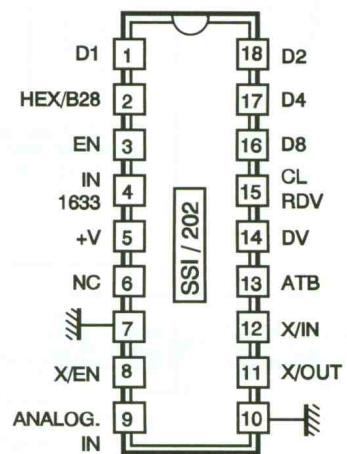 D1 1 18 D2
HEX/B28 2 17 D4
EN 3 16 D8
IN 1633 4 15 CL RDV
+V 5 14 DV
NC 6 13 ATB
7 12 X/IN
X/EN 8 11 X/OUT
ANALOG. IN 9 10
SSI / 202